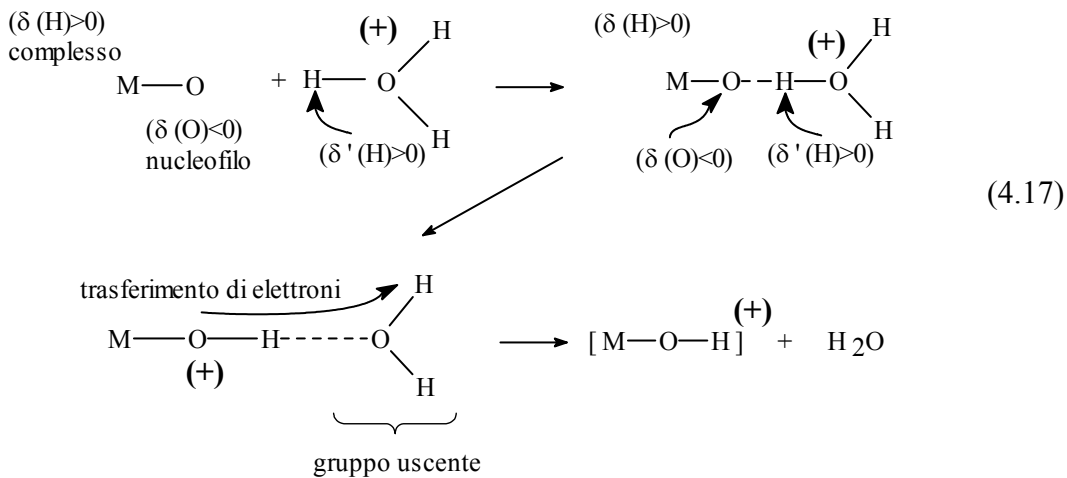 (δ (H)>0)
complesso
M—O + H—O H H (+)
(δ (O)<0)
nucleofilo
(δ ' (H)>0)
(δ (H)>0)
M—O--H—O H H (+)
(δ (O)<0) (δ ' (H)>0)
(4.17)
trasferimento di elettroni
M—O—H------O H H
(+)
[M—O—H] (+) + H2O
gruppo uscente